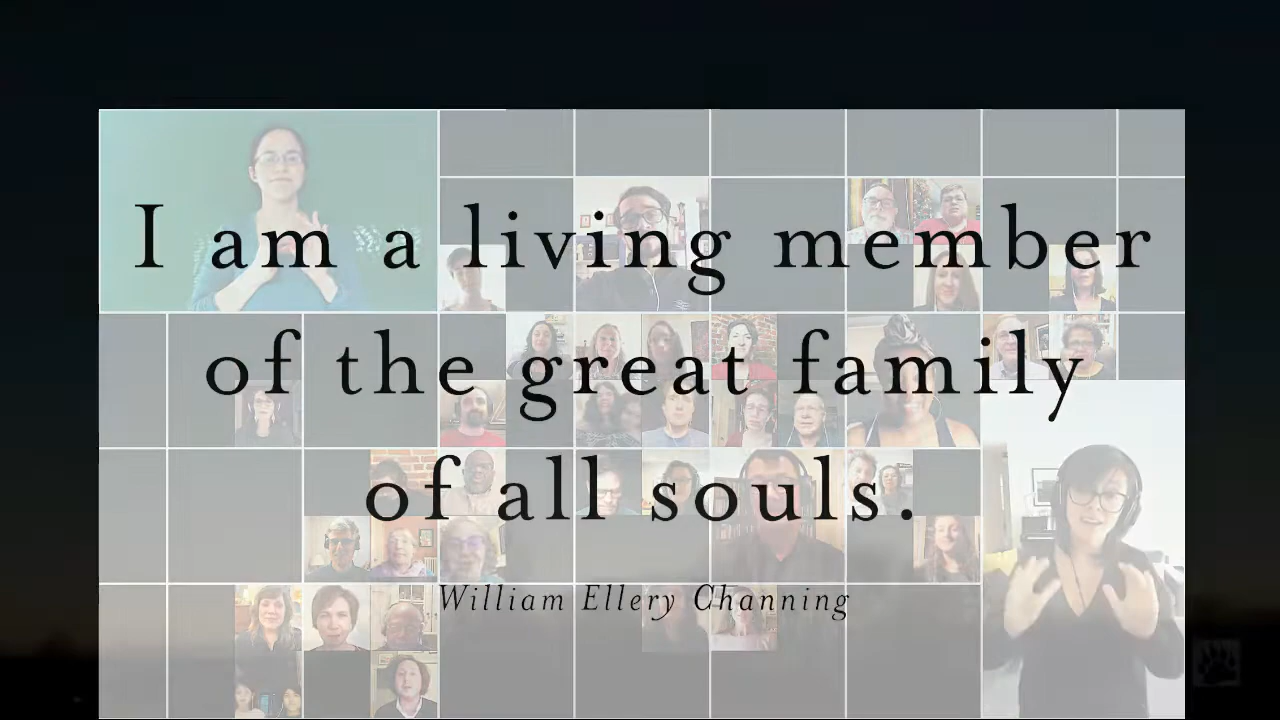 I am a living member
of the great family
of all souls.
William Ellery Channing